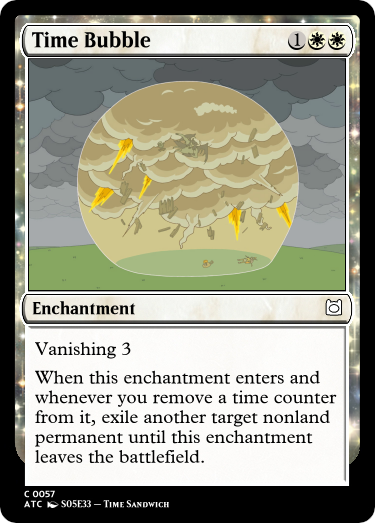 Time Bubble 1
Enchantment
Vanishing 3
When this enchantment enters and
whenever you remove a time counter
from it, exile another target nonland
permanent until this enchantment
leaves the battlefield.
C 0057
ATC S05E33 – Time Sandwich